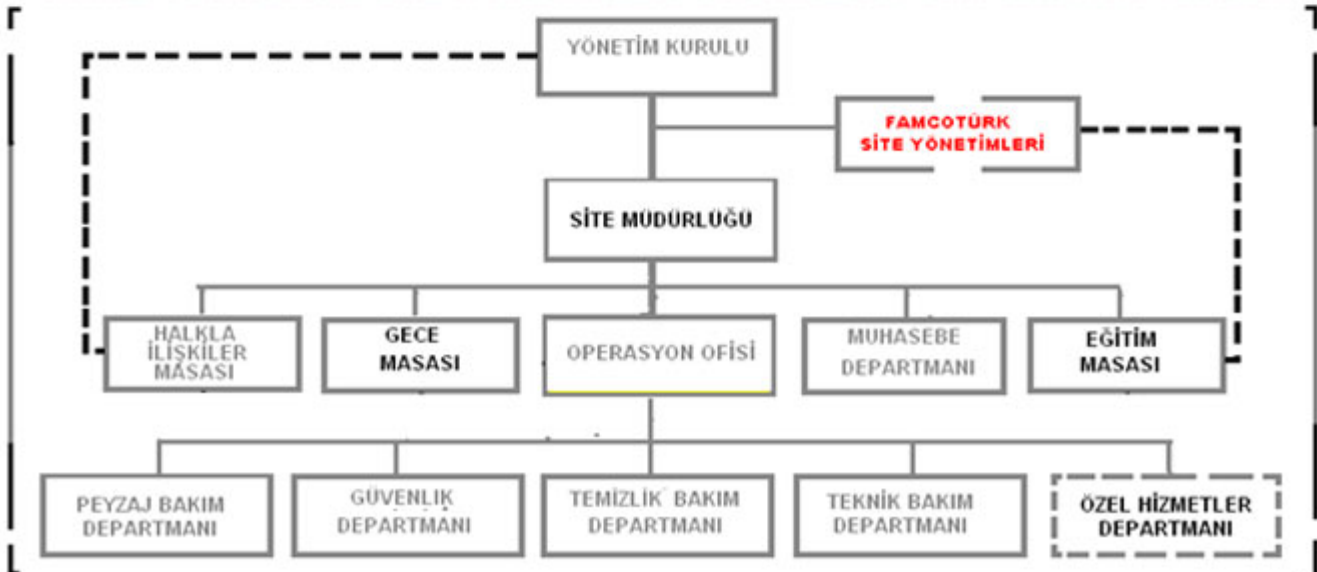 YÖNETİM KURULU
FAMCOTÜRK
SİTE YÖNETİMLERİ
SİTE MÜDÜRLÜĞÜ
HALKLA
İLİŞKİLER
MASASI
GECE
MASASI
OPERASYON OFİSİ
MUHASEBE
DEPARTMANI
EĞİTİM
MASASI
PEYZAJ BAKIM
DEPARTMANI
GÜVENLIK
DEPARTMANI
TEMİZLİK BAKIM
DEPARTMANI
TEKNİK BAKIM
DEPARTMANI
ÖZEL HİZMETLER
DEPARTMANI